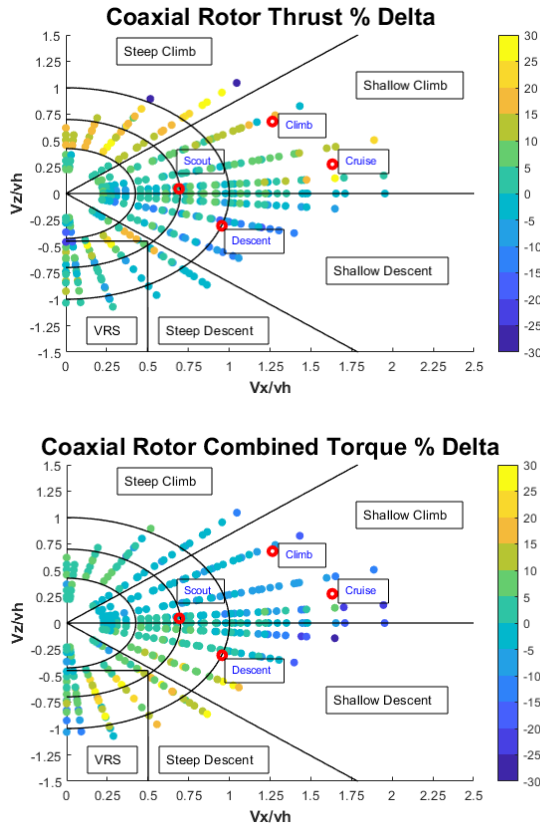 Coaxial Rotor Thrust % Delta
1.5
1.25
1
0.75
0.5
0.25
0
-0.25
-0.5
-0.75
-1
-1.25
-1.5
Vz/vh
Steep Climb
Shallow Climb
Climb
Scout
Cruise
Descent
Shallow Descent
VRS
Steep Descent
0 0.25 0.5 0.75 1 1.25 1.5 1.75 2 2.25 2.5
Vx/vh
30
20
15
10
5
0
-5
-10
-15
-20
-25
-30
Coaxial Rotor Combined Torque % Delta
1.5
1.25
1
0.75
0.5
0.25
0
-0.25
-0.5
-0.75
-1
-1.25
-1.5
Vz/vh
Steep Climb
Shallow Climb
Climb
Scout
Cruise
Descent
Shallow Descent
VRS
Steep Descent
0 0.25 0.5 0.75 1 1.25 1.5 1.75 2 2.25 2.5
Vx/vh
30
20
15
10
5
0
-5
-10
-15
-20
-25
-30